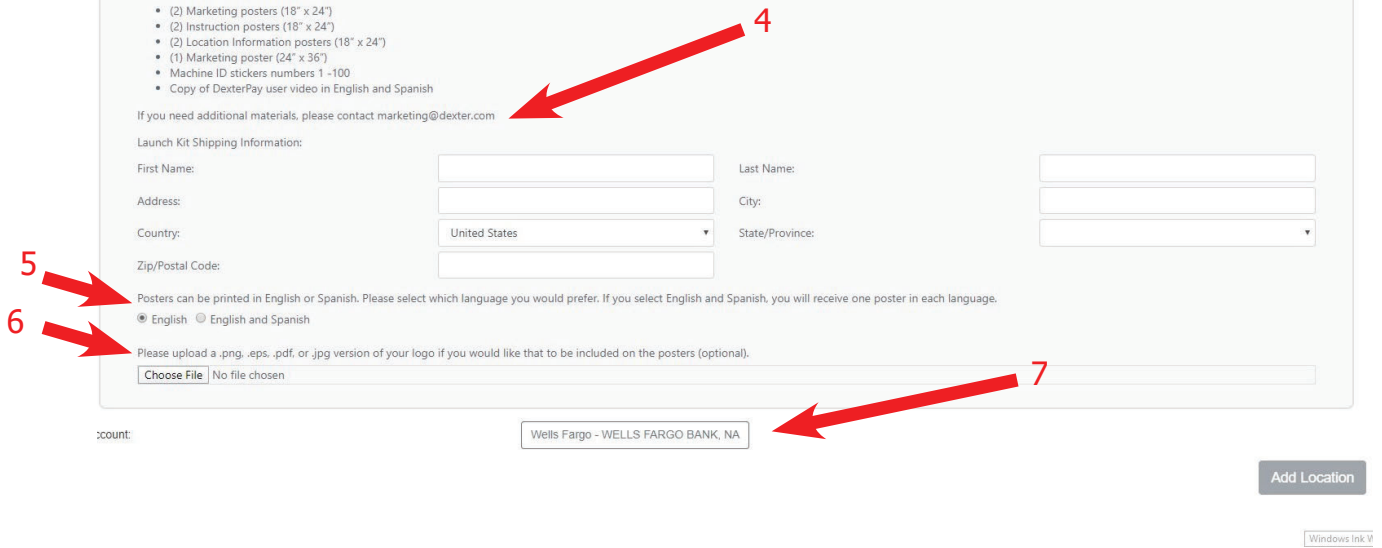 • (2) Marketing posters (18” x 24”)
• (2) Instruction posters (18” x 24”)
• (2) Location Information posters (18” x 24”)
• (1) Marketing poster (24” x 36”)
• Machine ID stickers numbers 1 -100
• Copy of DexterPay user video in English and Spanish
4
If you need additional materials, please contact marketing@dexter.com
Launch Kit Shipping Information:
First Name: Last Name:
Address: City:
Country: United States State/Province:
Zip/Postal Code:
5
Posters can be printed in English or Spanish. Please select which language you would prefer. If you select English and Spanish, you will receive one poster in each language.
English English and Spanish
6
Please upload a .png, .eps, .pdf, or .jpg version of your logo if you would like that to be included on the posters (optional).
Choose File No file chosen
7
ccount: Wells Fargo - WELLS FARGO BANK, NA
Add Location
Windows Ink W